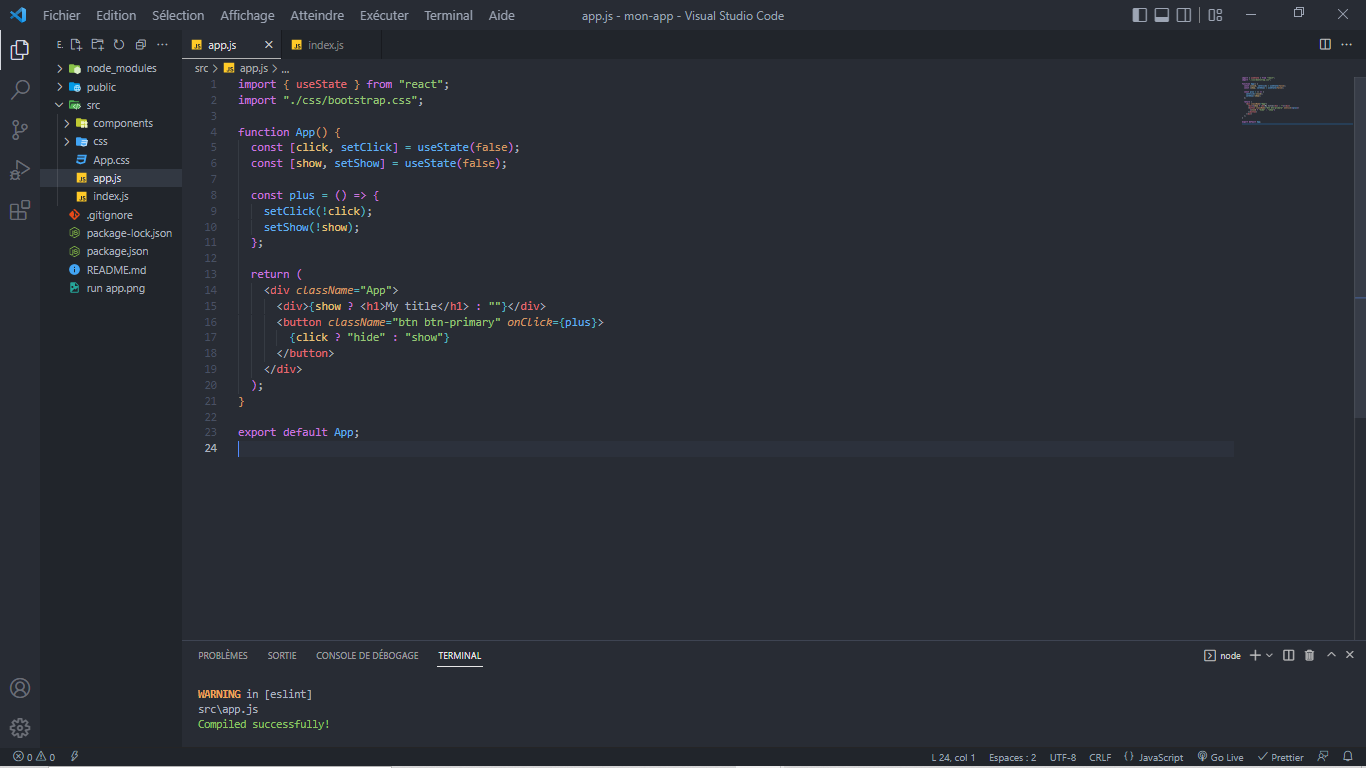 Fichier Edition Sélection Affichage Atteindre Exécuter Terminal Aide app.js - mon-app - Visual Studio Code
E.
app.js
index.js
node_modules
public
src
components
css
App.css
app.js
index.js
.gitignore
package-lock.json
package.json
README.md
run app.png
src > app.js > ...
1 import { useState } from "react";
2 import "./css/bootstrap.css";
3
4 function App() {
5 const [click, setClick] = useState(false);
6 const [show, setShow] = useState(false);
7
8 const plus = () => {
9 setClick(!click);
10 setShow(!show);
11 };
12
13 return (
14 <div className="App">
15 <div>{show ? <h1>My title</h1> : ""}</div>
16 <button className="btn btn-primary" onClick={plus}>
17 {click ? "hide" : "show"}
18 </button>
19 </div>
20 );
21 }
22
23 export default App;
24
PROBLÈMES SORTIE CONSOLE DE DÉBOGAGE TERMINAL node
WARNING in [eslint]
src\app.js
Compiled successfully!
0 0 L 24, col 1 Espaces : 2 UTF-8 CRLF {} JavaScript Go Live Prettier